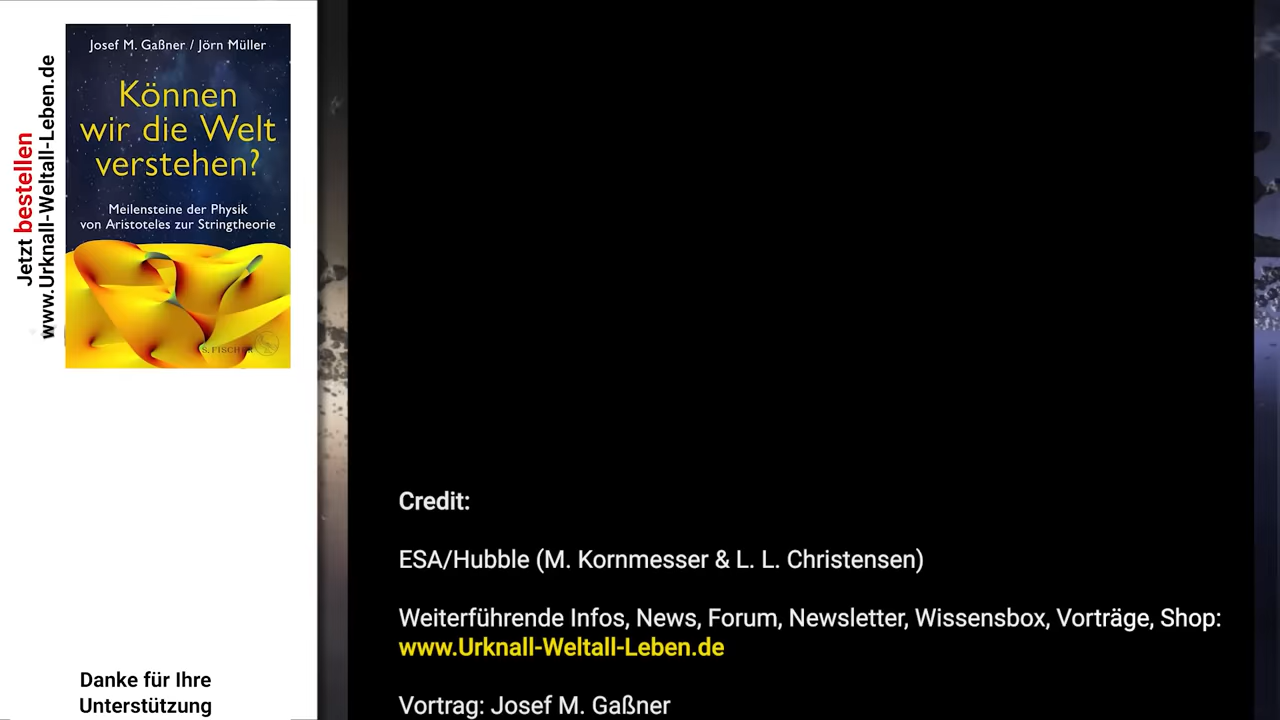 Jetzt bestellen
www.Urknall-Weltall-Leben.de
Josef M. Gaßner / Jörn Müller
Können
wir die Welt
verstehen?
Meilensteine der Physik
von Aristoteles zur Stringtheorie
S. FISCHER
Danke für Ihre
Unterstützung
Credit:
ESA/Hubble (M. Kornmesser & L. L. Christensen)
Weiterführende Infos, News, Forum, Newsletter, Wissensbox, Vorträge, Shop:
www.Urknall-Weltall-Leben.de
Vortrag: Josef M. Gaßner